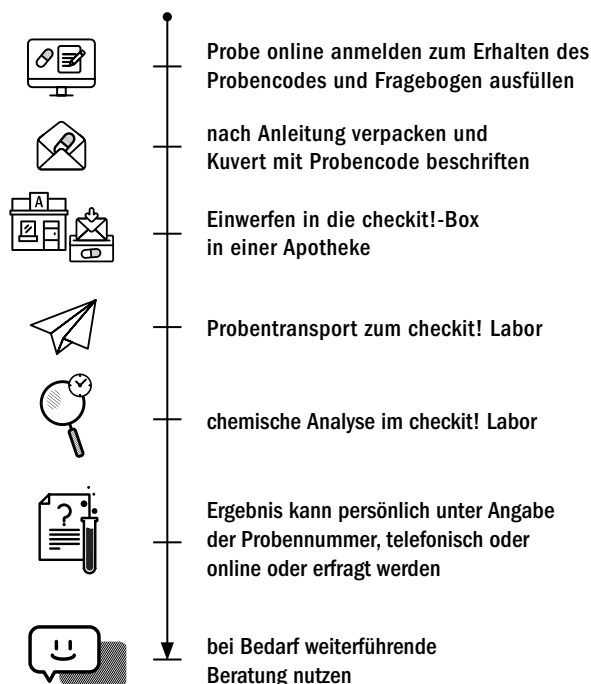 Probe online anmelden zum Erhalten des
Probencodes und Fragebogen ausfüllen
nach Anleitung verpacken und
Kuvert mit Probencode beschriften
A
Einwerfen in die checkit!-Box
in einer Apotheke
Probentransport zum checkit! Labor
chemische Analyse im checkit! Labor
?
Ergebnis kann persönlich unter Angabe
der Probennummer, telefonisch oder
online oder erfragt werden
bei Bedarf weiterführende
Beratung nutzen